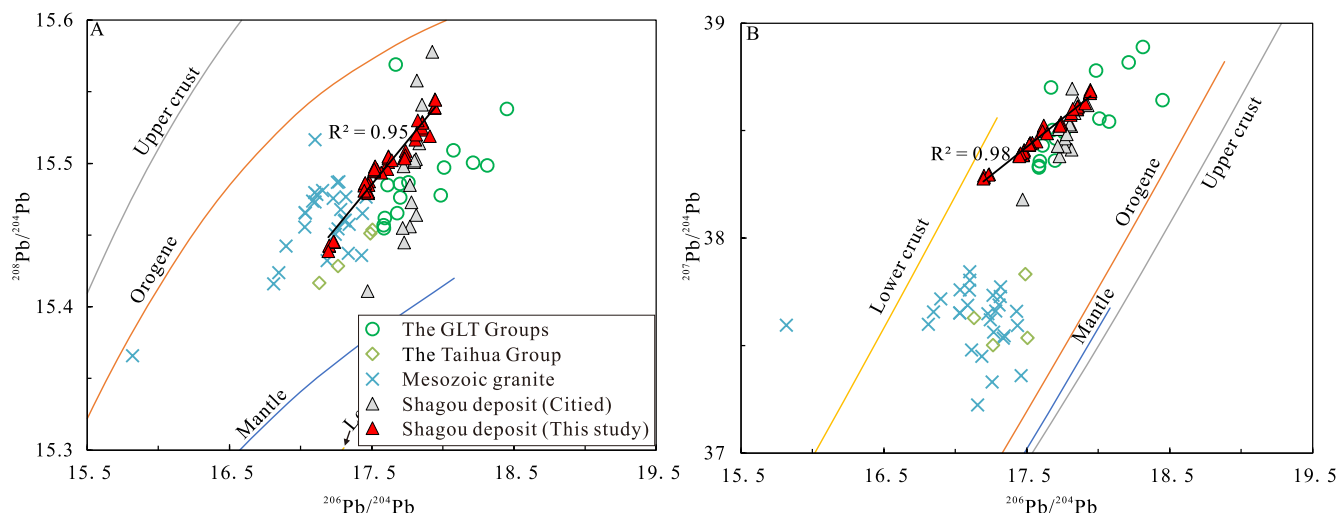 A
15.6
15.5
15.4
15.3
²⁰⁸Pb/²⁰⁴Pb
Upper crust
Orogene
R² = 0.95
Mantle
Lo
The GLT Groups
The Taihua Group
Mesozoic granite
Shagou deposit (Citied)
Shagou deposit (This study)
15.5
16.5
17.5
18.5
19.5
²⁰⁶Pb/²⁰⁴Pb
B
39
38
37
²⁰⁷Pb/²⁰⁴Pb
R² = 0.98
Lower crust
Orogene
Mantle
Upper crust
15.5
16.5
17.5
18.5
19.5
²⁰⁶Pb/²⁰⁴Pb